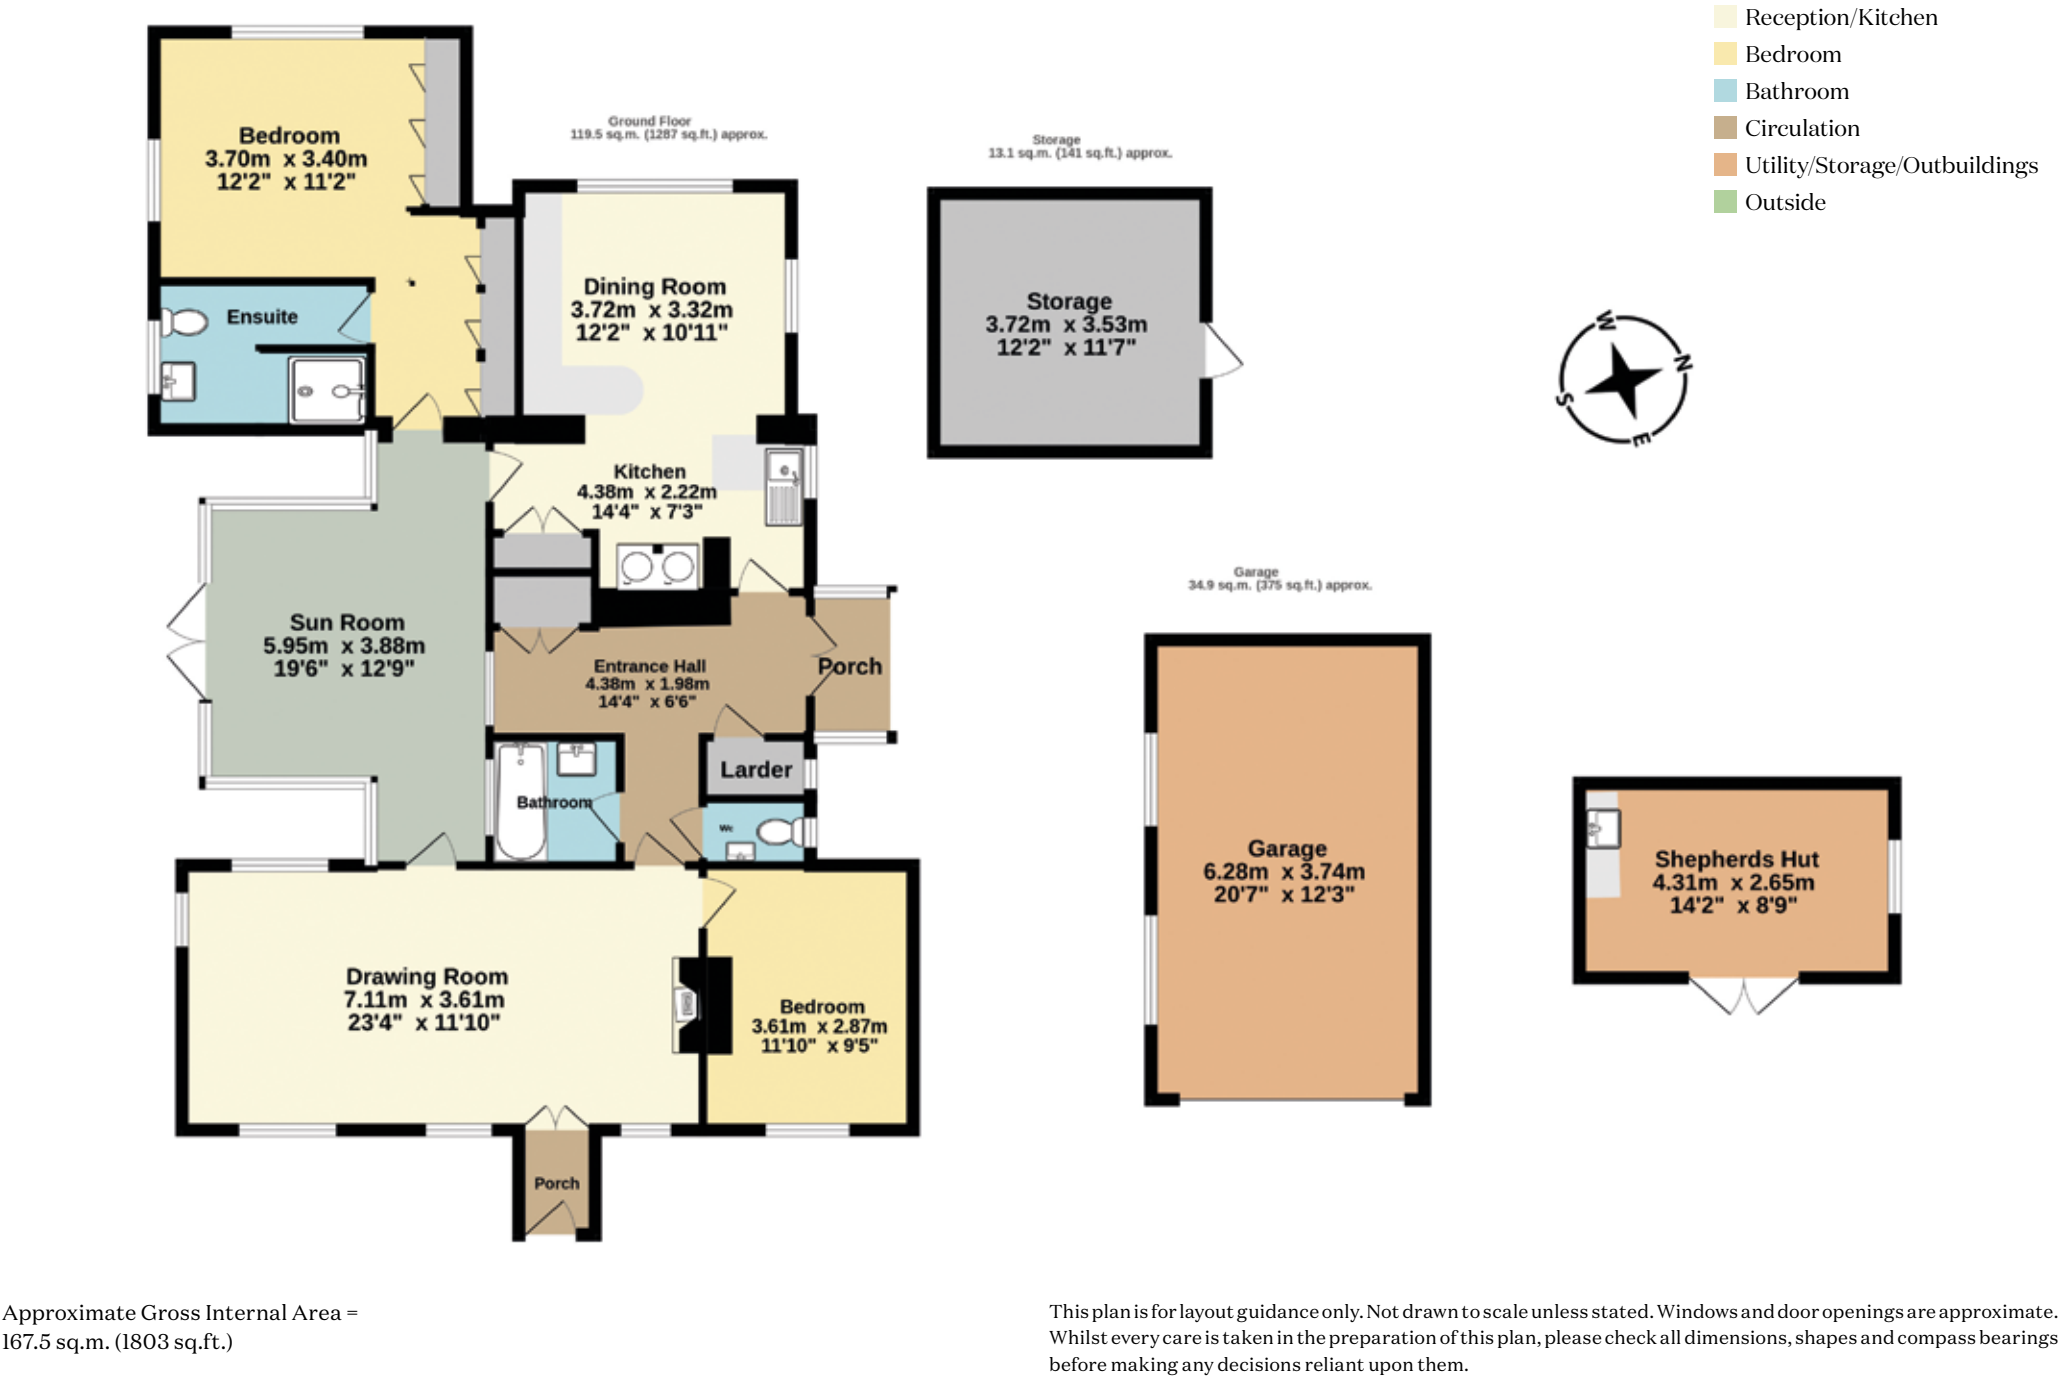 Reception/Kitchen
Bedroom
Bathroom
Circulation
Utility/Storage/Outbuildings
Outside
Ground Floor
119.5 sq.m. (1287 sq.ft.) approx.
Storage
13.1 sq.m. (141 sq.ft.) approx.
Bedroom
3.70m x 3.40m
12'2" x 11'2"
Dining Room
3.72m x 3.32m
12'2" x 10'11"
Storage
3.72m x 3.53m
12'2" x 11'7"
Ensuite
W
N
S
E
Kitchen
4.38m x 2.22m
14'4" x 7'3"
Garage
34.9 sq.m. (375 sq.ft.) approx.
Sun Room
5.95m x 3.88m
19'6" x 12'9"
Entrance Hall
4.38m x 1.98m
14'4" x 6'6"
Porch
Larder
Bathroom
Wc
Garage
6.28m x 3.74m
20'7" x 12'3"
Shepherds Hut
4.31m x 2.65m
14'2" x 8'9"
Drawing Room
7.11m x 3.61m
23'4" x 11'10"
Bedroom
3.61m x 2.87m
11'10" x 9'5"
Porch
Approximate Gross Internal Area =
167.5 sq.m. (1803 sq.ft.)
This plan is for layout guidance only. Not drawn to scale unless stated. Windows and door openings are approximate.
Whilst every care is taken in the preparation of this plan, please check all dimensions, shapes and compass bearings
before making any decisions reliant upon them.